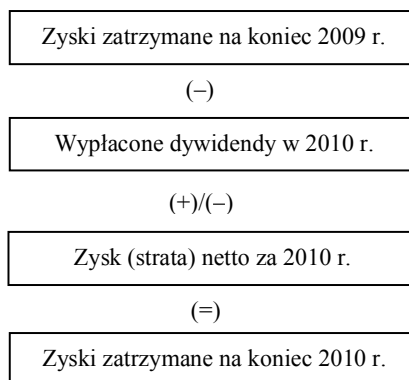 Zyski zatrzymane na koniec 2009 r.
(–)
Wypłacone dywidendy w 2010 r.
(+)/(–)
Zysk (strata) netto za 2010 r.
(=)
Zyski zatrzymane na koniec 2010 r.